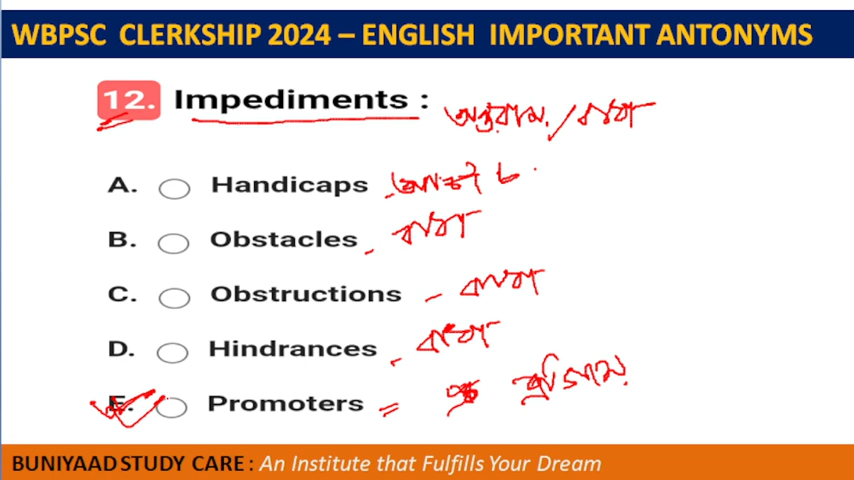 WBPSC CLERKSHIP 2024 – ENGLISH IMPORTANT ANTONYMS
12. Impediments : অন্তরায় / বাধা
A. Handicaps
B. Obstacles - বাধা
C. Obstructions - বাধা
D. Hindrances - বাধা
E. Promoters =
BUNIYAAD STUDY CARE : An Institute that Fulfills Your Dream